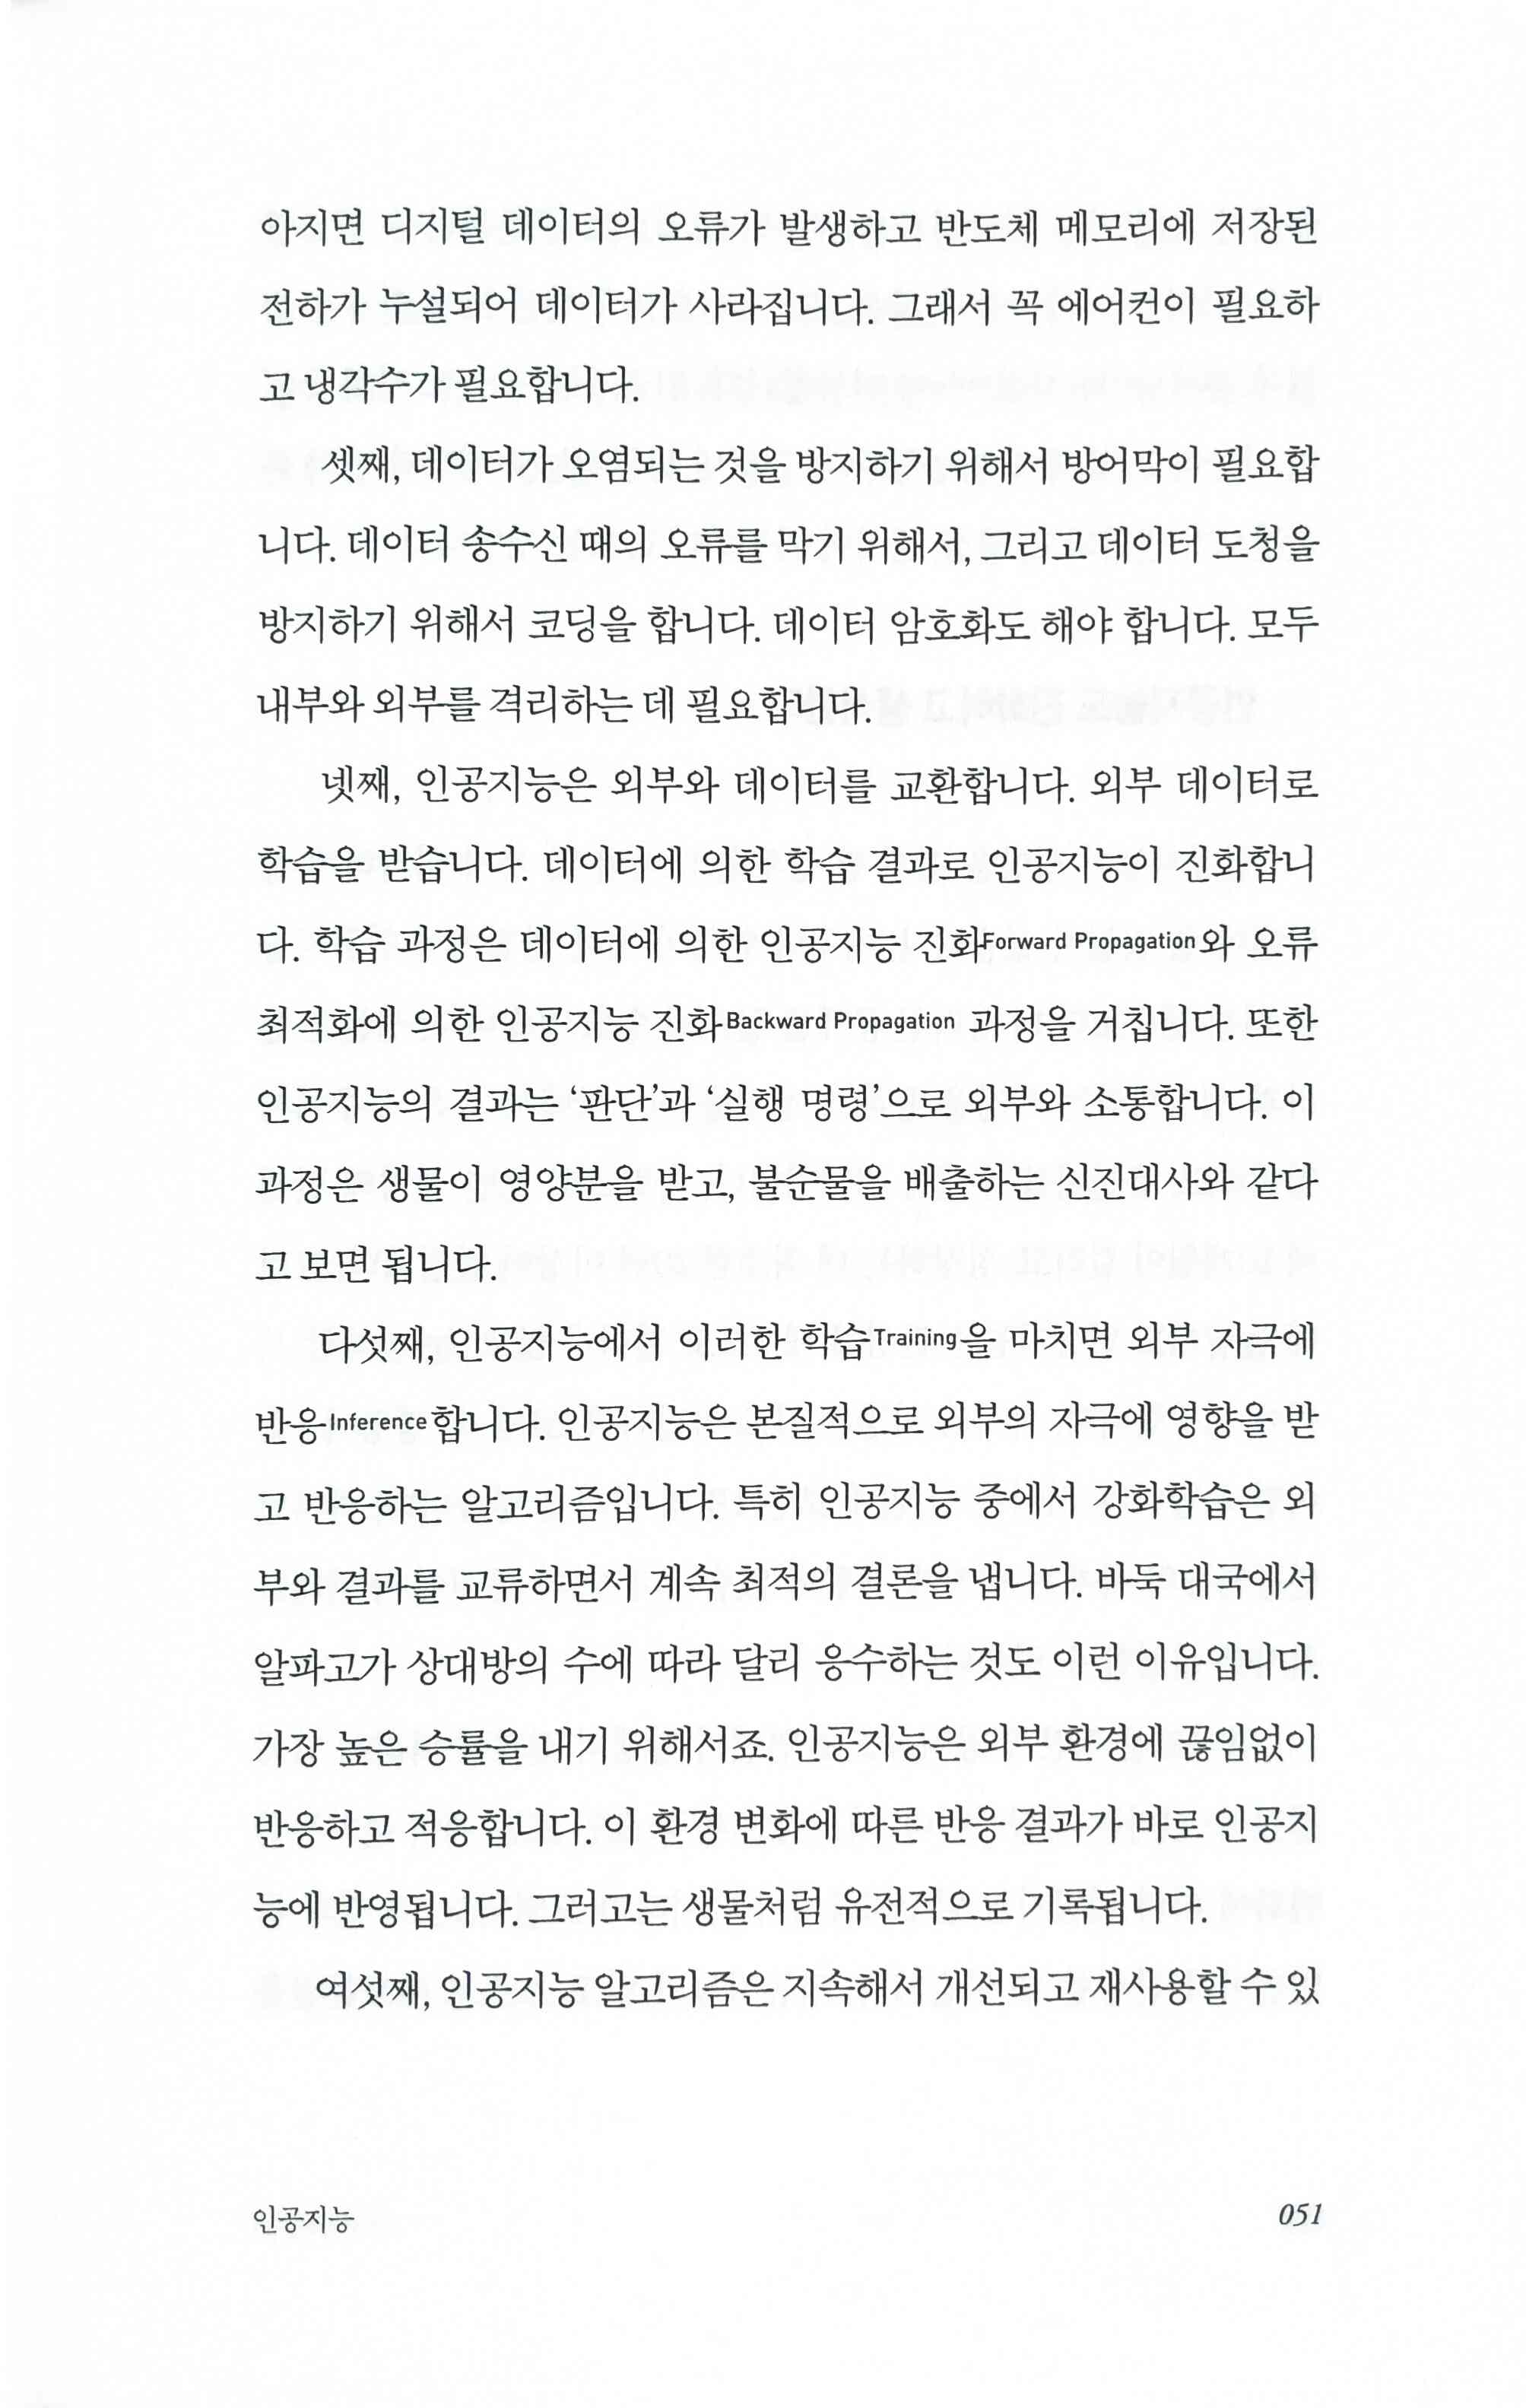 아지면 디지털 데이터의 오류가 발생하고 반도체 메모리에 저장된
전하가 누설되어 데이터가 사라집니다. 그래서 꼭 에어컨이 필요하
고 냉각수가 필요합니다.
셋째, 데이터가 오염되는 것을 방지하기 위해서 방어막이 필요합
니다. 데이터 송수신 때의 오류를 막기 위해서, 그리고 데이터 도청을
방지하기 위해서 코딩을 합니다. 데이터 암호화도 해야 합니다. 모두
내부와 외부를 격리하는 데 필요합니다.
넷째, 인공지능은 외부와 데이터를 교환합니다. 외부 데이터로
학습을 받습니다. 데이터에 의한 학습 결과로 인공지능이 진화합니
다. 학습 과정은 데이터에 의한 인공지능 진화Forward Propagation와 오류
최적화에 의한 인공지능 진화Backward Propagation 과정을 거칩니다. 또한
인공지능의 결과는 ‘판단’과 ‘실행 명령’으로 외부와 소통합니다. 이
과정은 생물이 영양분을 받고, 불순물을 배출하는 신진대사와 같다
고 보면 됩니다.
다섯째, 인공지능에서 이러한 학습Training을 마치면 외부 자극에
반응Inference합니다. 인공지능은 본질적으로 외부의 자극에 영향을 받
고 반응하는 알고리즘입니다. 특히 인공지능 중에서 강화학습은 외
부와 결과를 교류하면서 계속 최적의 결론을 냅니다. 바둑 대국에서
알파고가 상대방의 수에 따라 달리 응수하는 것도 이런 이유입니다.
가장 높은 승률을 내기 위해서죠. 인공지능은 외부 환경에 끊임없이
반응하고 적응합니다. 이 환경 변화에 따른 반응 결과가 바로 인공지
능에 반영됩니다. 그러고는 생물처럼 유전적으로 기록됩니다.
여섯째, 인공지능 알고리즘은 지속해서 개선되고 재사용할 수 있
인공지능
051